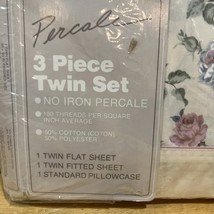 Percale
3 Piece
Twin Set
• NO IRON PERCALE
• 180 THREADS PER SQUARE
INCH AVERAGE
• 50% COTTON (COTON)
50% POLYESTER
1 TWIN FLAT SHEET
1 TWIN FITTED SHEET
1 STANDARD PILLOWCASE